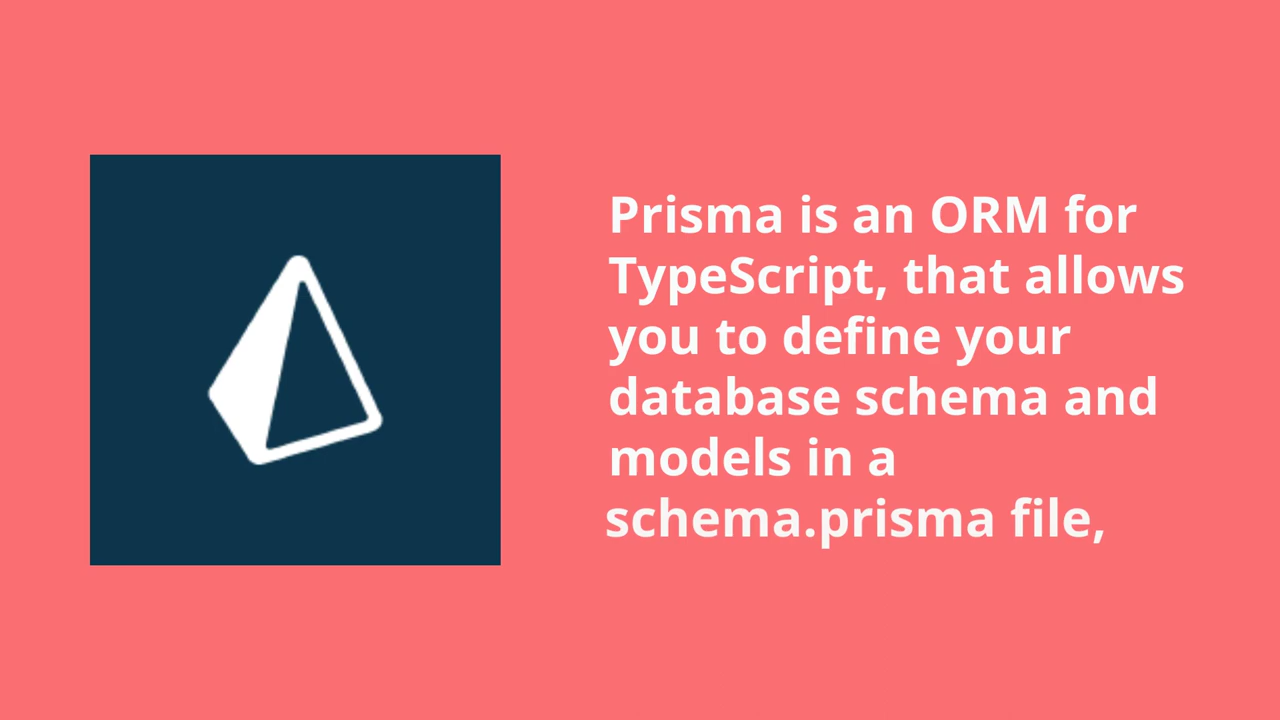 Prisma is an ORM for
TypeScript, that allows
you to define your
database schema and
models in a
schema.prisma file,